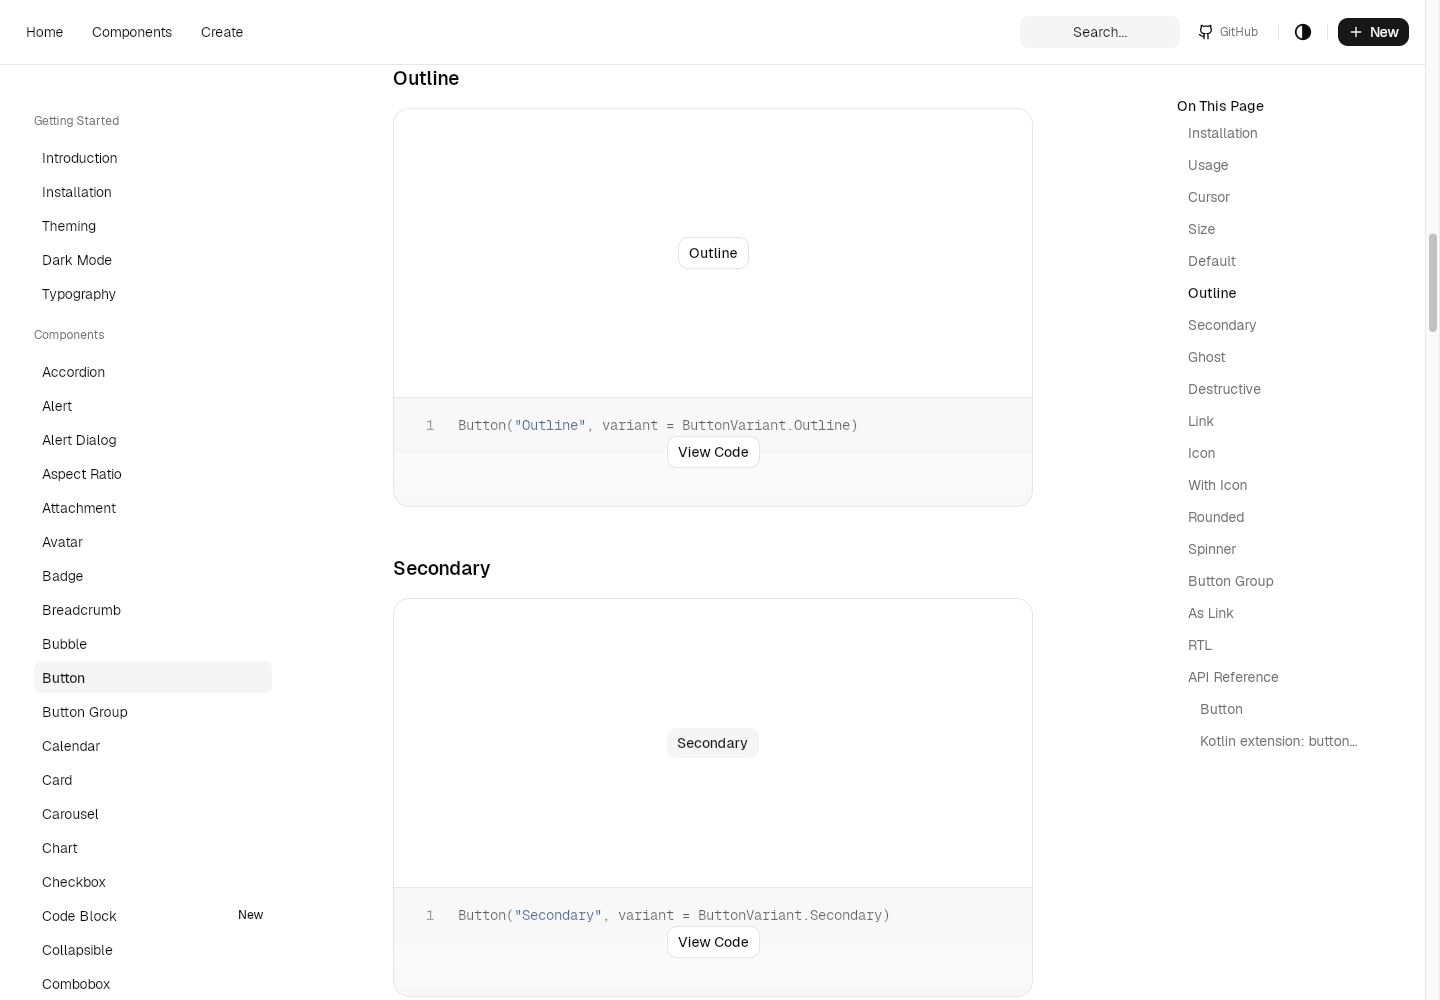 Home
Components
Create
Search...
GitHub
New
Getting Started
Introduction
Installation
Theming
Dark Mode
Typography
Components
Accordion
Alert
Alert Dialog
Aspect Ratio
Attachment
Avatar
Badge
Breadcrumb
Bubble
Button
Button Group
Calendar
Card
Carousel
Chart
Checkbox
Code Block New
Collapsible
Combobox
Outline
Outline
1 Button("Outline", variant = ButtonVariant.Outline)
View Code
Secondary
Secondary
1 Button("Secondary", variant = ButtonVariant.Secondary)
View Code
On This Page
Installation
Usage
Cursor
Size
Default
Outline
Secondary
Ghost
Destructive
Link
Icon
With Icon
Rounded
Spinner
Button Group
As Link
RTL
API Reference
Button
Kotlin extension: button...